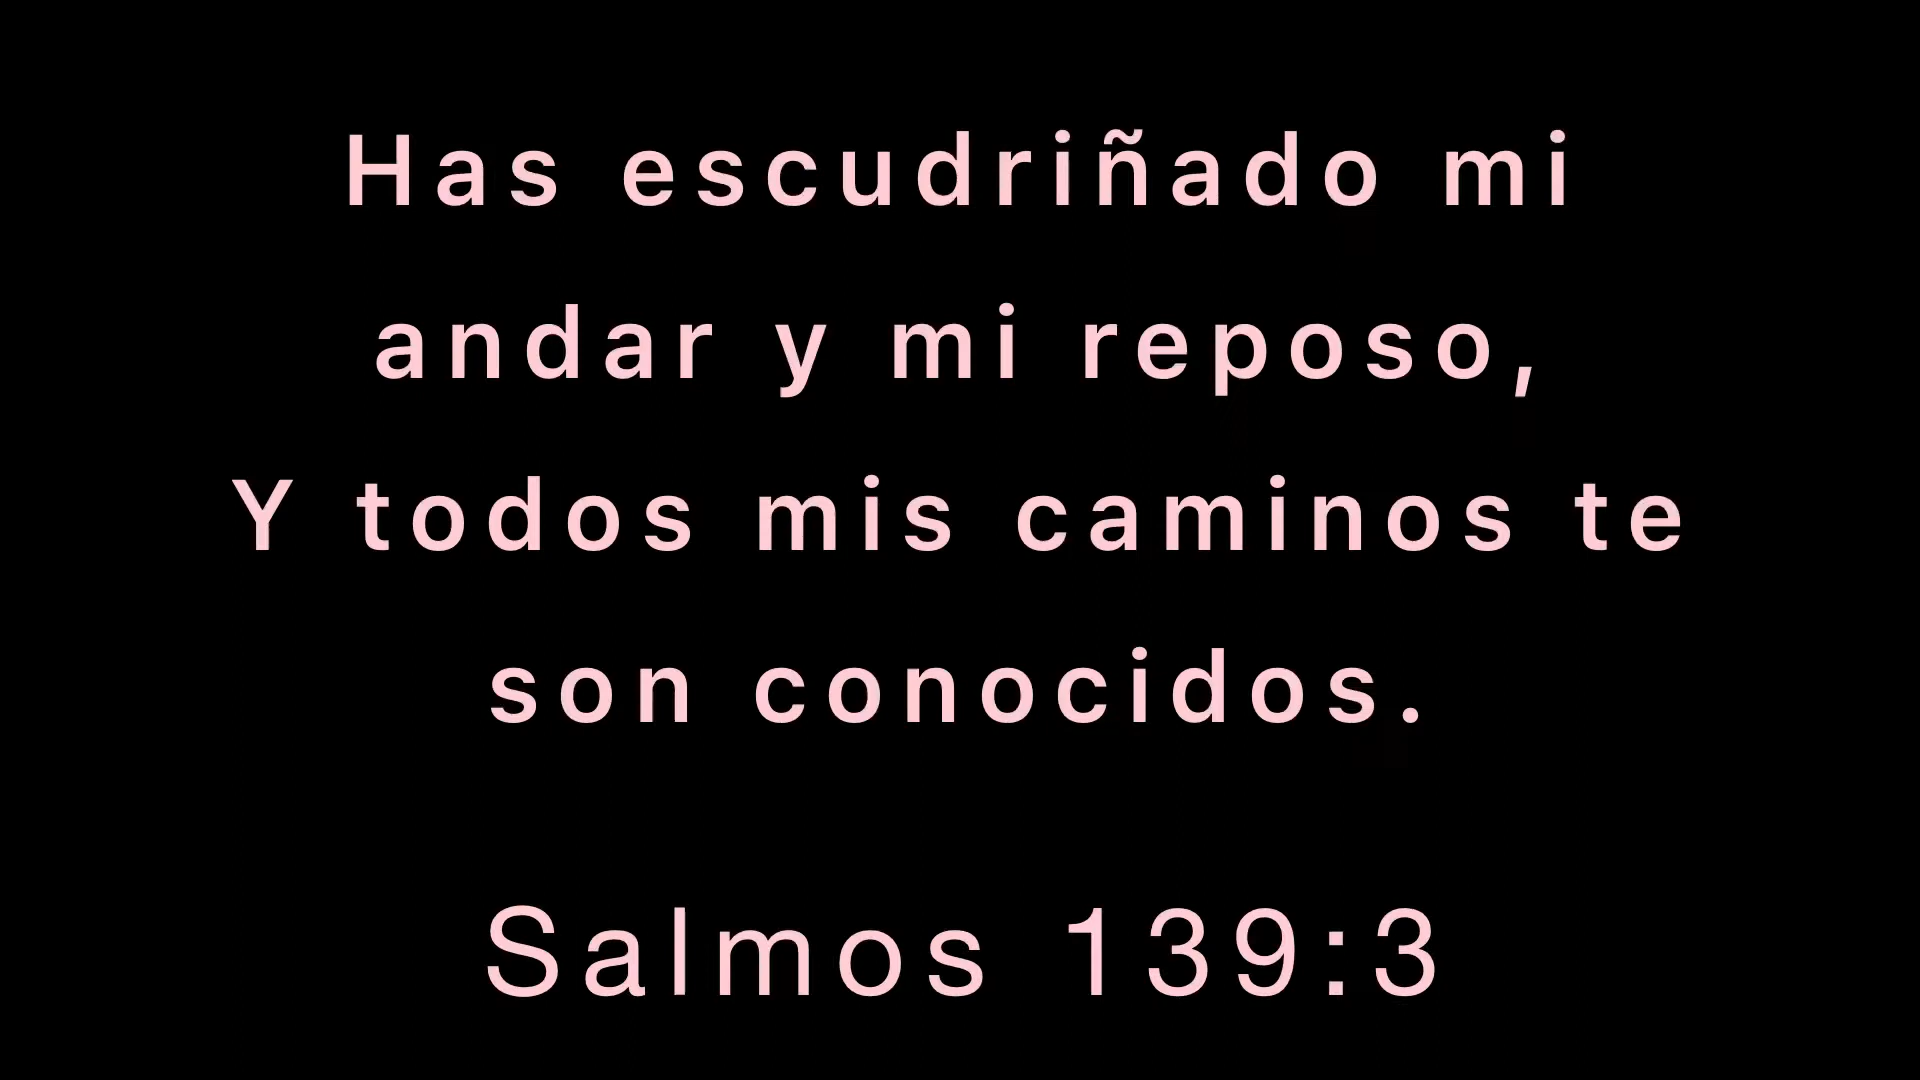 Has escudriñado mi
andar y mi reposo,
Y todos mis caminos te
son conocidos.
Salmos 139:3